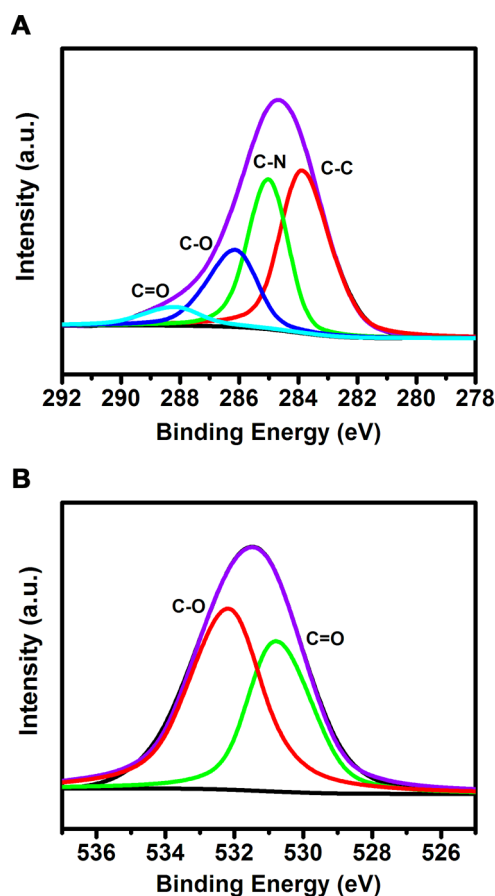 A
Intensity (a.u.)
C-N
C-C
C-O
C=O
292 290 288 286 284 282 280 278
Binding Energy (eV)
B
Intensity (a.u.)
C-O
C=O
536 534 532 530 528 526
Binding Energy (eV)